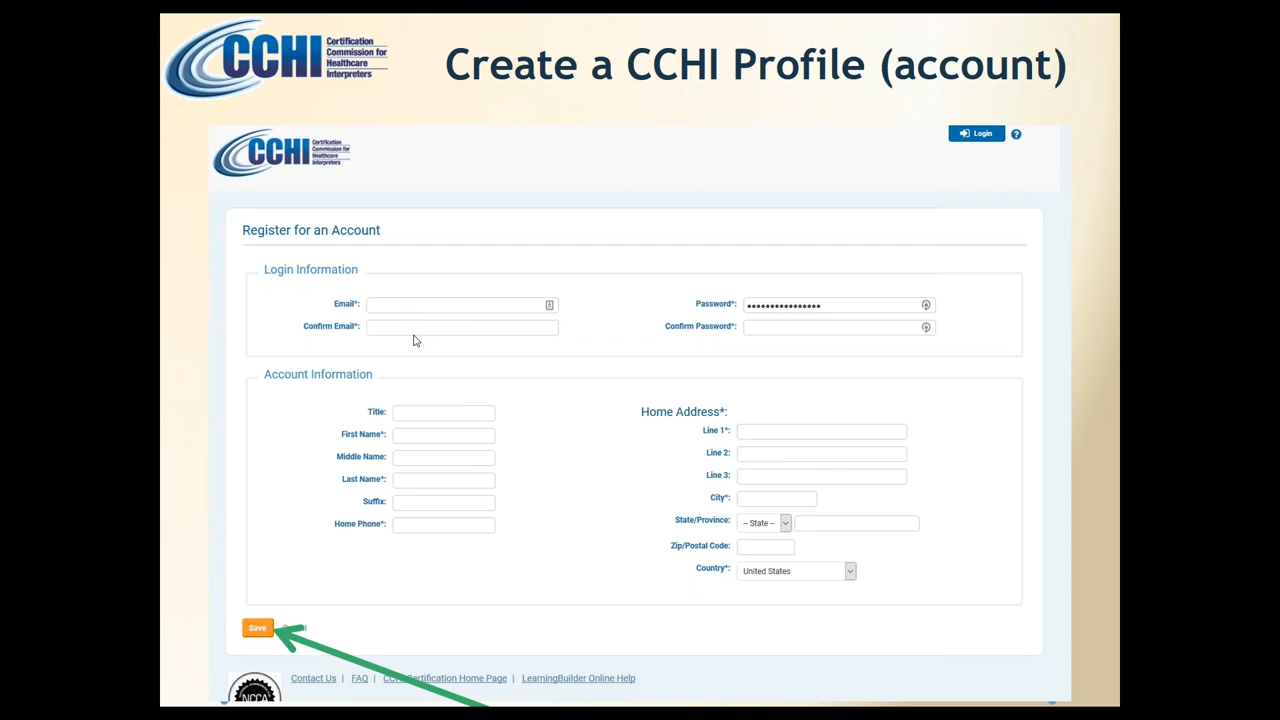 CCHI Certification
Commission for
Healthcare
Interpreters
Create a CCHI Profile (account)
CCHI Certification
Commission for
Healthcare
Interpreters
Login
Register for an Account
Login Information
Email*:
Password*:
Confirm Email*:
Confirm Password*:
Account Information
Title:
Home Address*:
First Name*:
Line 1*:
Middle Name:
Line 2:
Last Name*:
Line 3:
Suffix:
City*:
Home Phone*:
State/Province: -- State --
Zip/Postal Code:
Country*: United States
Save
Contact Us | FAQ | CCHI Certification Home Page | LearningBuilder Online Help
NCCA